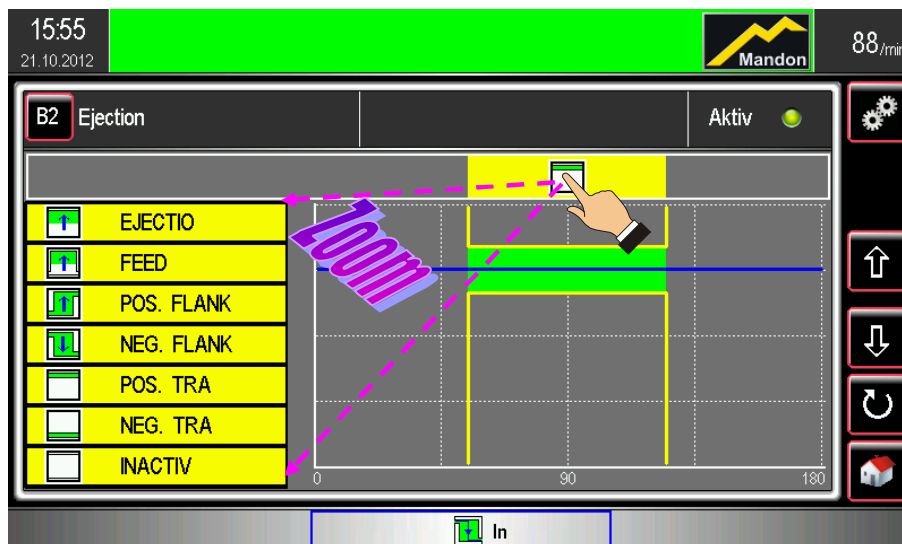 15:55
21.10.2012
Mandon
88/min
B2 Ejection
Aktiv
EJECTIO
FEED
POS. FLANK
NEG. FLANK
POS. TRA
NEG. TRA
INACTIV
Zoom
0 90 180
In